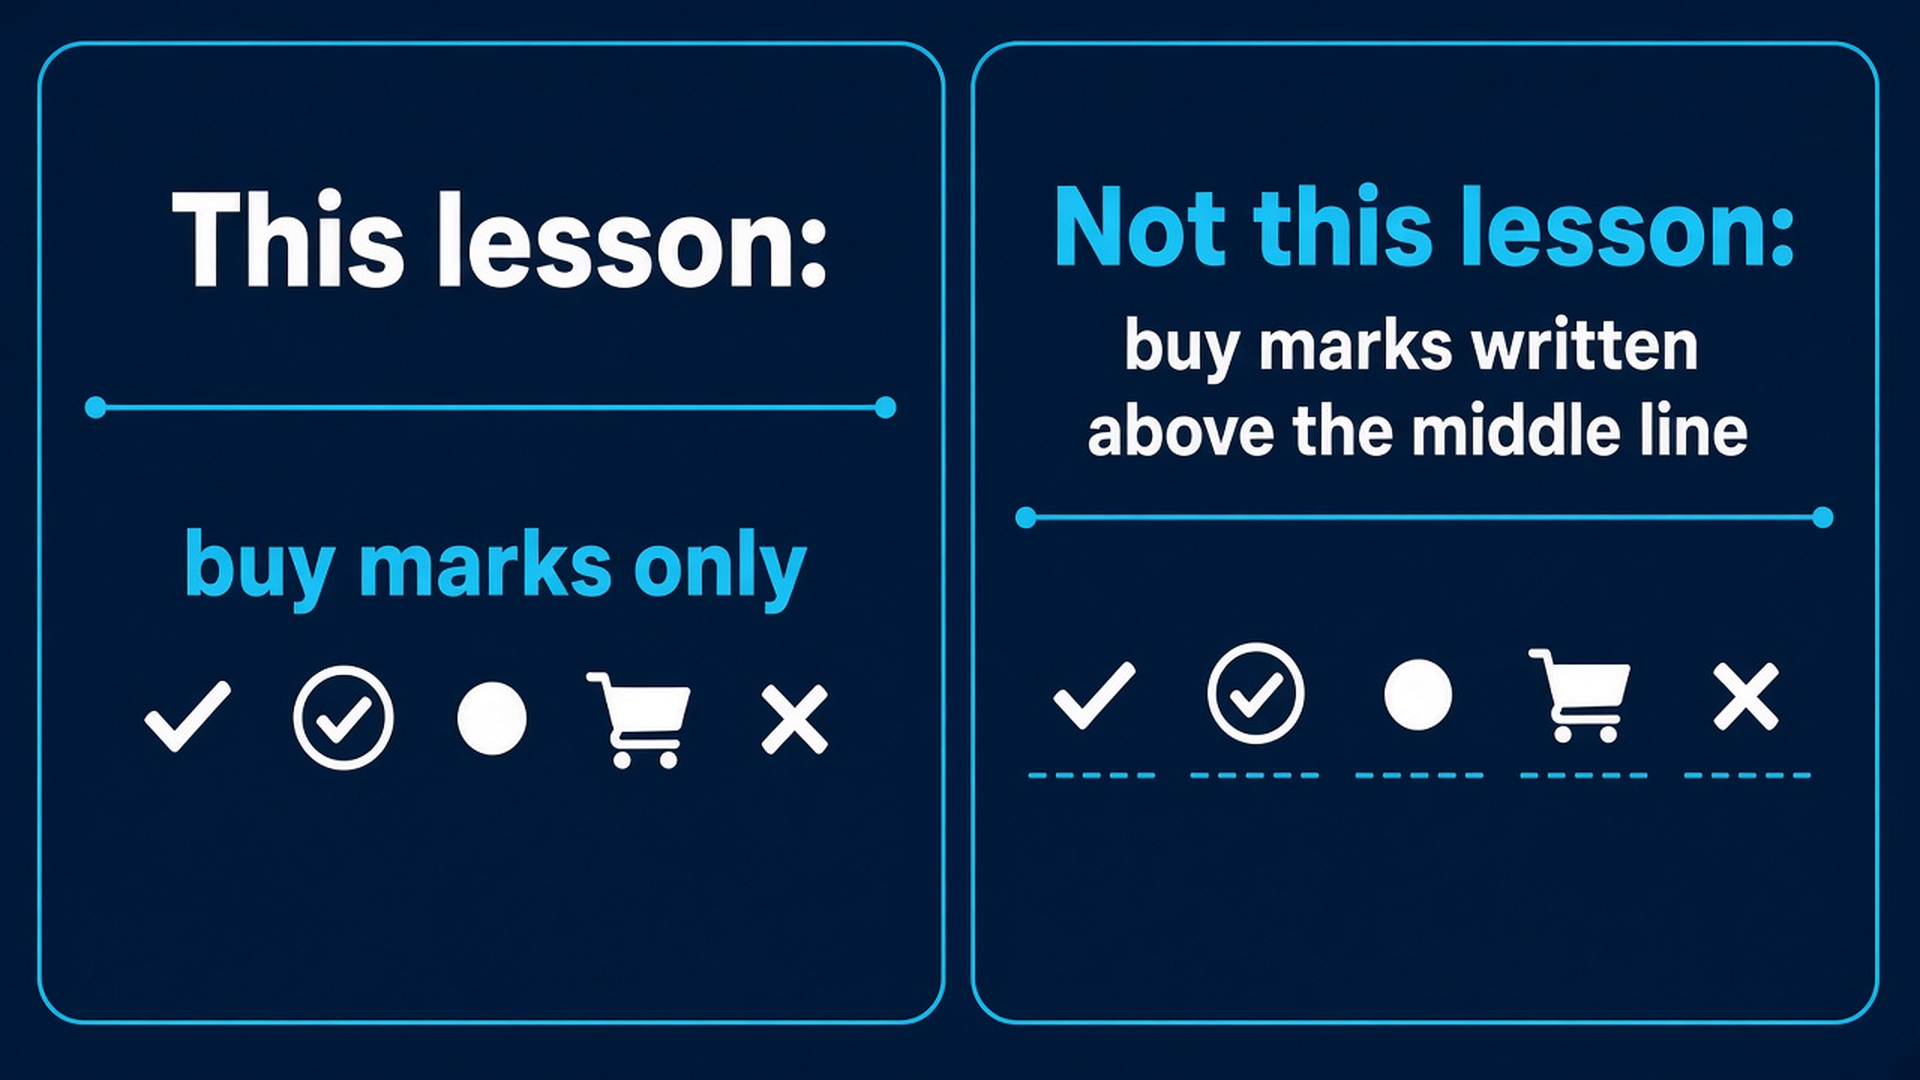 This lesson:
buy marks only
Not this lesson:
buy marks written
above the middle line